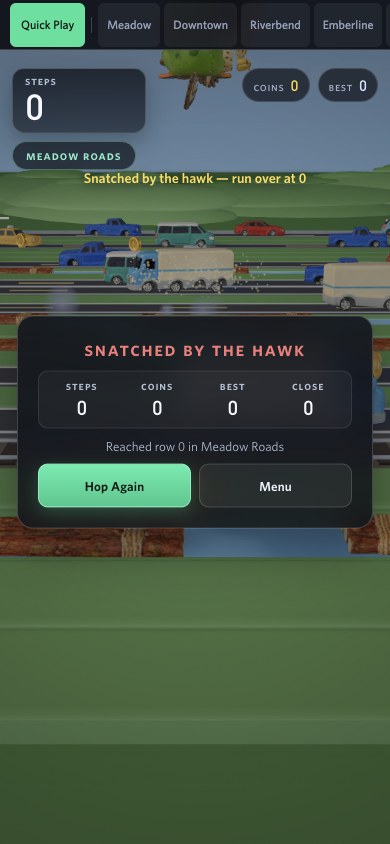 Quick Play Meadow Downtown Riverbend Emberline
STEPS
0
COINS 0 BEST 0
MEADOW ROADS
Snatched by the hawk — run over at 0
SNATCHED BY THE HAWK
STEPS COINS BEST CLOSE
0 0 0 0
Reached row 0 in Meadow Roads
Hop Again Menu